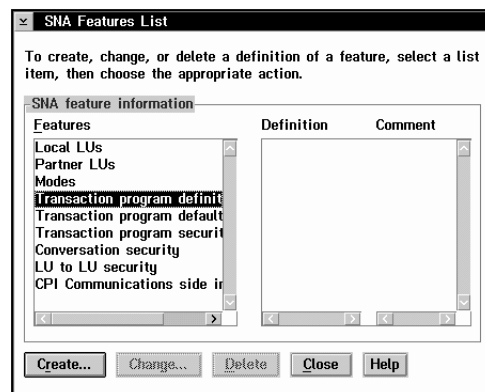 SNA Features List
To create, change, or delete a definition of a feature, select a list
item, then choose the appropriate action.
SNA feature information
Features Definition Comment
Local LUs
Partner LUs
Modes
Transaction program definit
Transaction program default
Transaction program securit
Conversation security
LU to LU security
CPI Communications side in
Create... Change... Delete Close Help